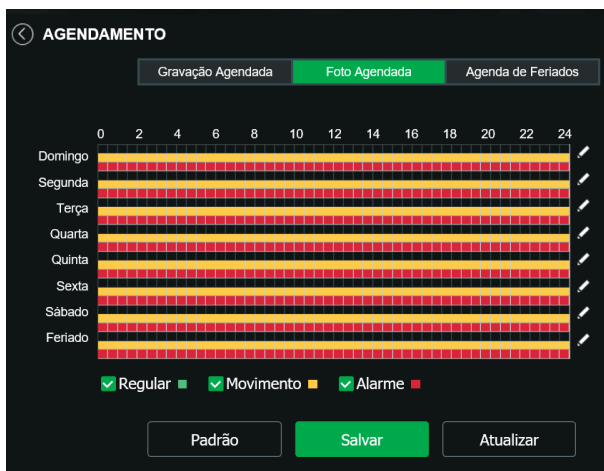 AGENDAMENTO
Gravação Agendada Foto Agendada Agenda de Feriados
0 2 4 6 8 10 12 14 16 18 20 22 24
Domingo
Segunda
Terça
Quarta
Quinta
Sexta
Sábado
Feriado
Regular Movimento Alarme
Padrão Salvar Atualizar